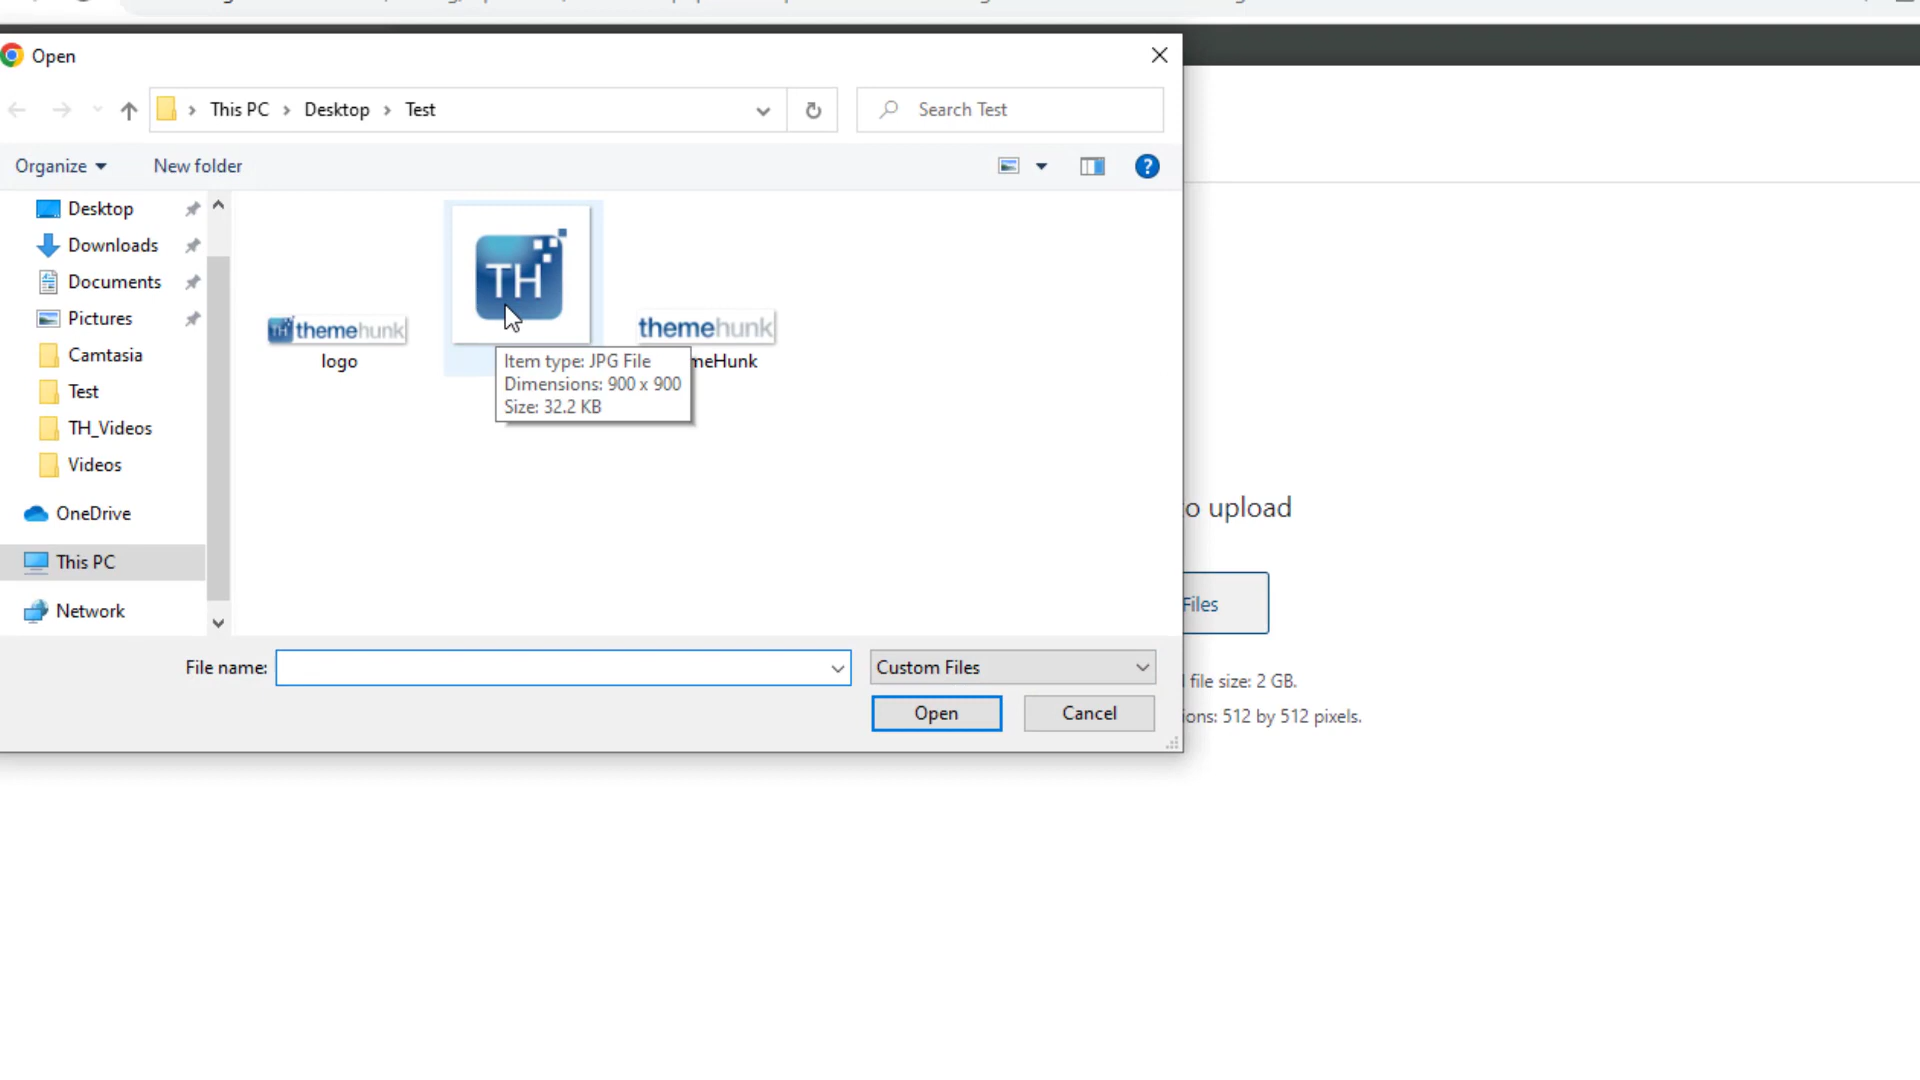 Open
This PC > Desktop > Test
Search Test
Organize
New folder
?
Desktop
Downloads
Documents
Pictures
Camtasia
Test
TH_Videos
Videos
OneDrive
This PC
Network
TH themehunk
logo
TH
themehunk
meHunk
Item type: JPG File
Dimensions: 900 x 900
Size: 32.2 KB
o upload
Files
File name:
Custom Files
Open
Cancel
file size: 2 GB.
ions: 512 by 512 pixels.